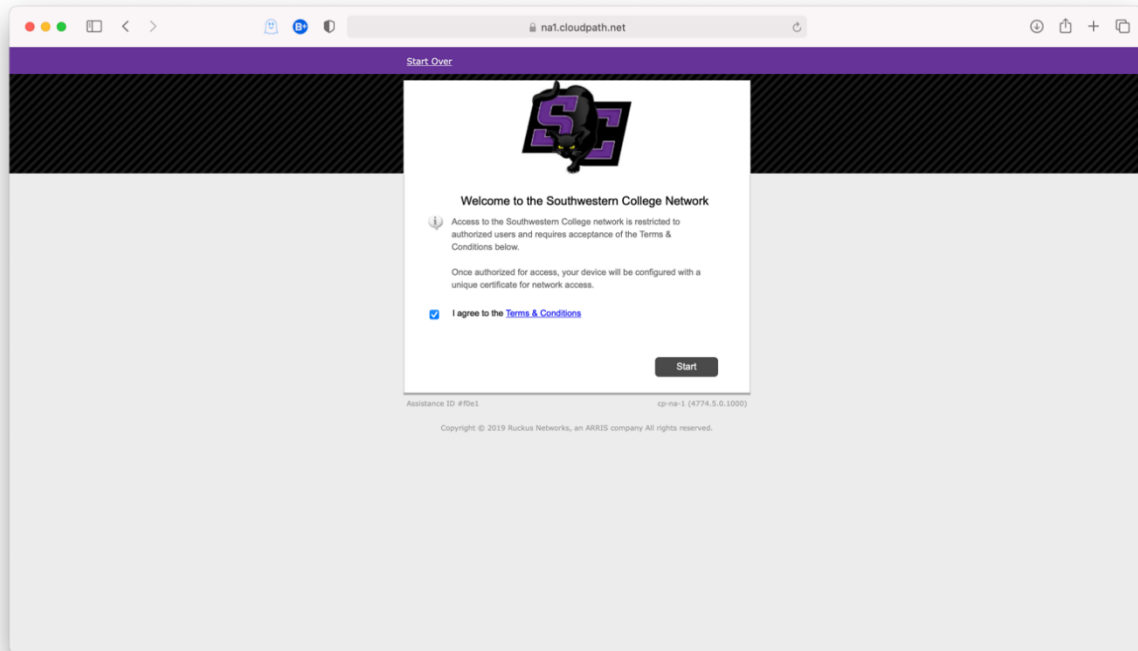 B+
na1.cloudpath.net
Start Over
SC
Welcome to the Southwestern College Network
Access to the Southwestern College network is restricted to
authorized users and requires acceptance of the Terms &
Conditions below.
Once authorized for access, your device will be configured with a
unique certificate for network access.
I agree to the Terms & Conditions
Start
Assistance ID #f0e1
cp-na-1 (4774.5.0.1000)
Copyright © 2019 Ruckus Networks, an ARRIS company All rights reserved.